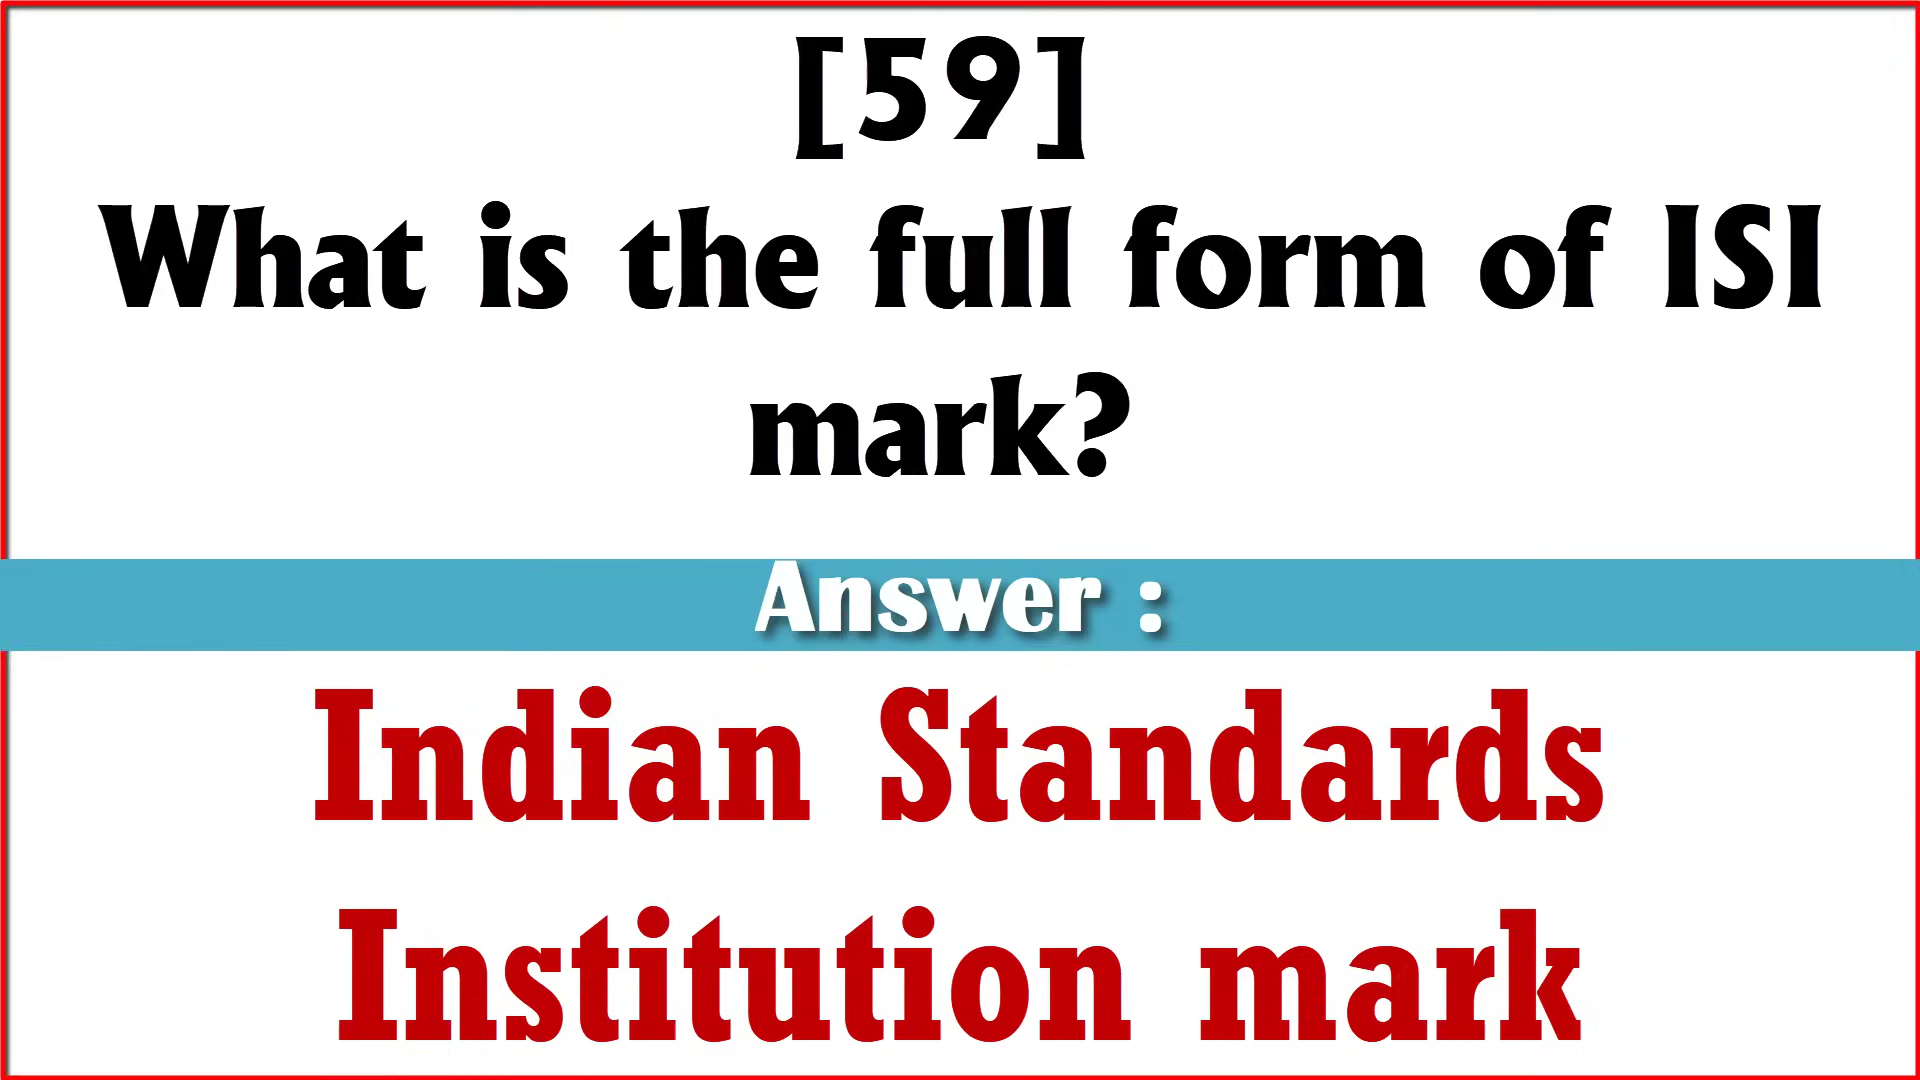 [59]
What is the full form of ISI
mark?
Answer :
Indian Standards
Institution mark